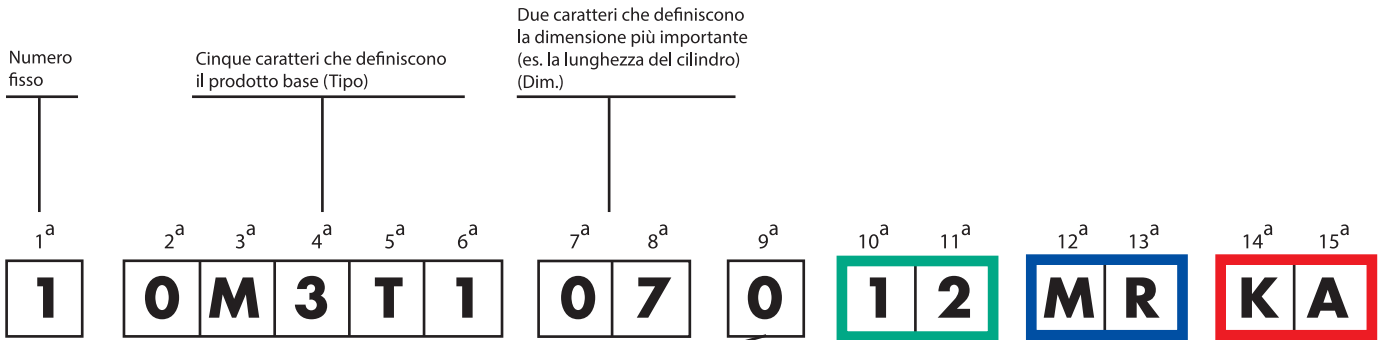 Numero
fisso
Cinque caratteri che definiscono
il prodotto base (Tipo)
Due caratteri che definiscono
la dimensione più importante
(es. la lunghezza del cilindro)
(Dim.)
1ª 2ª 3ª 4ª 5ª 6ª 7ª 8ª 9ª 10ª 11ª 12ª 13ª 14ª 15ª
1 0 M 3 T 1 0 7 0 1 2 M R K A